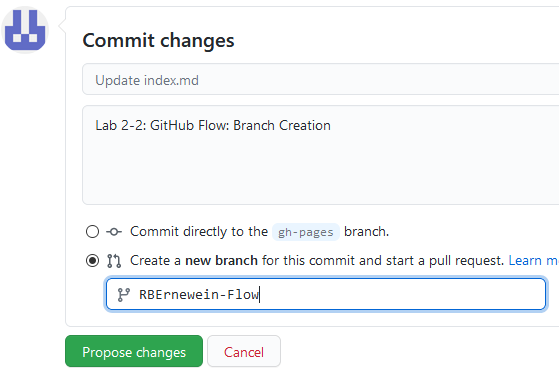 Commit changes
Update index.md
Lab 2-2: GitHub Flow: Branch Creation
Commit directly to the gh-pages branch.
Create a new branch for this commit and start a pull request. Learn m
RBErnewein-Flow
Propose changes
Cancel